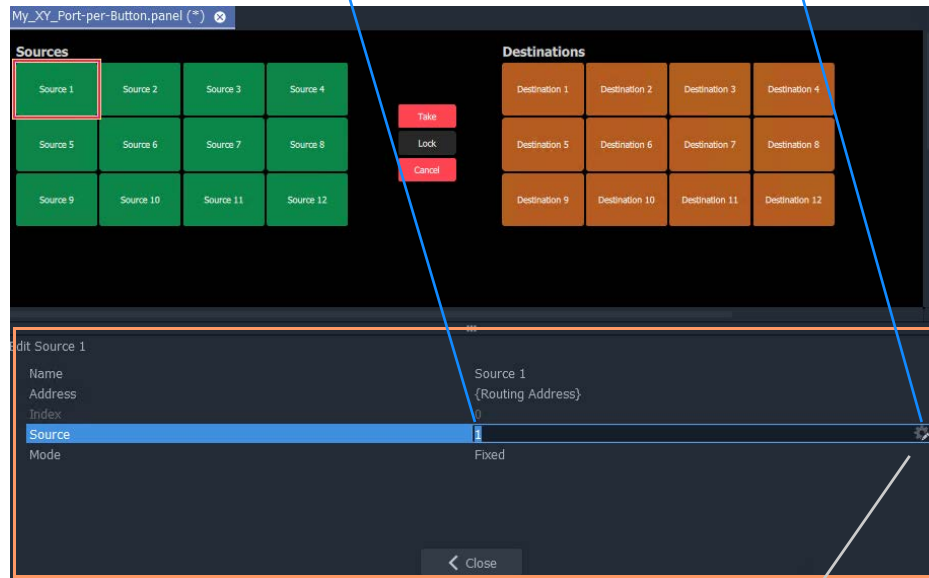 My_XY_Port-per-Button.panel (*)
Sources
Destinations
Source 1
Source 2
Source 3
Source 4
Destination 1
Destination 2
Destination 3
Destination 4
Take
Source 5
Source 6
Source 7
Source 8
Lock
Destination 5
Destination 6
Destination 7
Destination 8
Cancel
Source 9
Source 10
Source 11
Source 12
Destination 9
Destination 10
Destination 11
Destination 12
dit Source 1
Name Source 1
Address {Routing Address}
Index 0
Source 1
Mode Fixed
Close